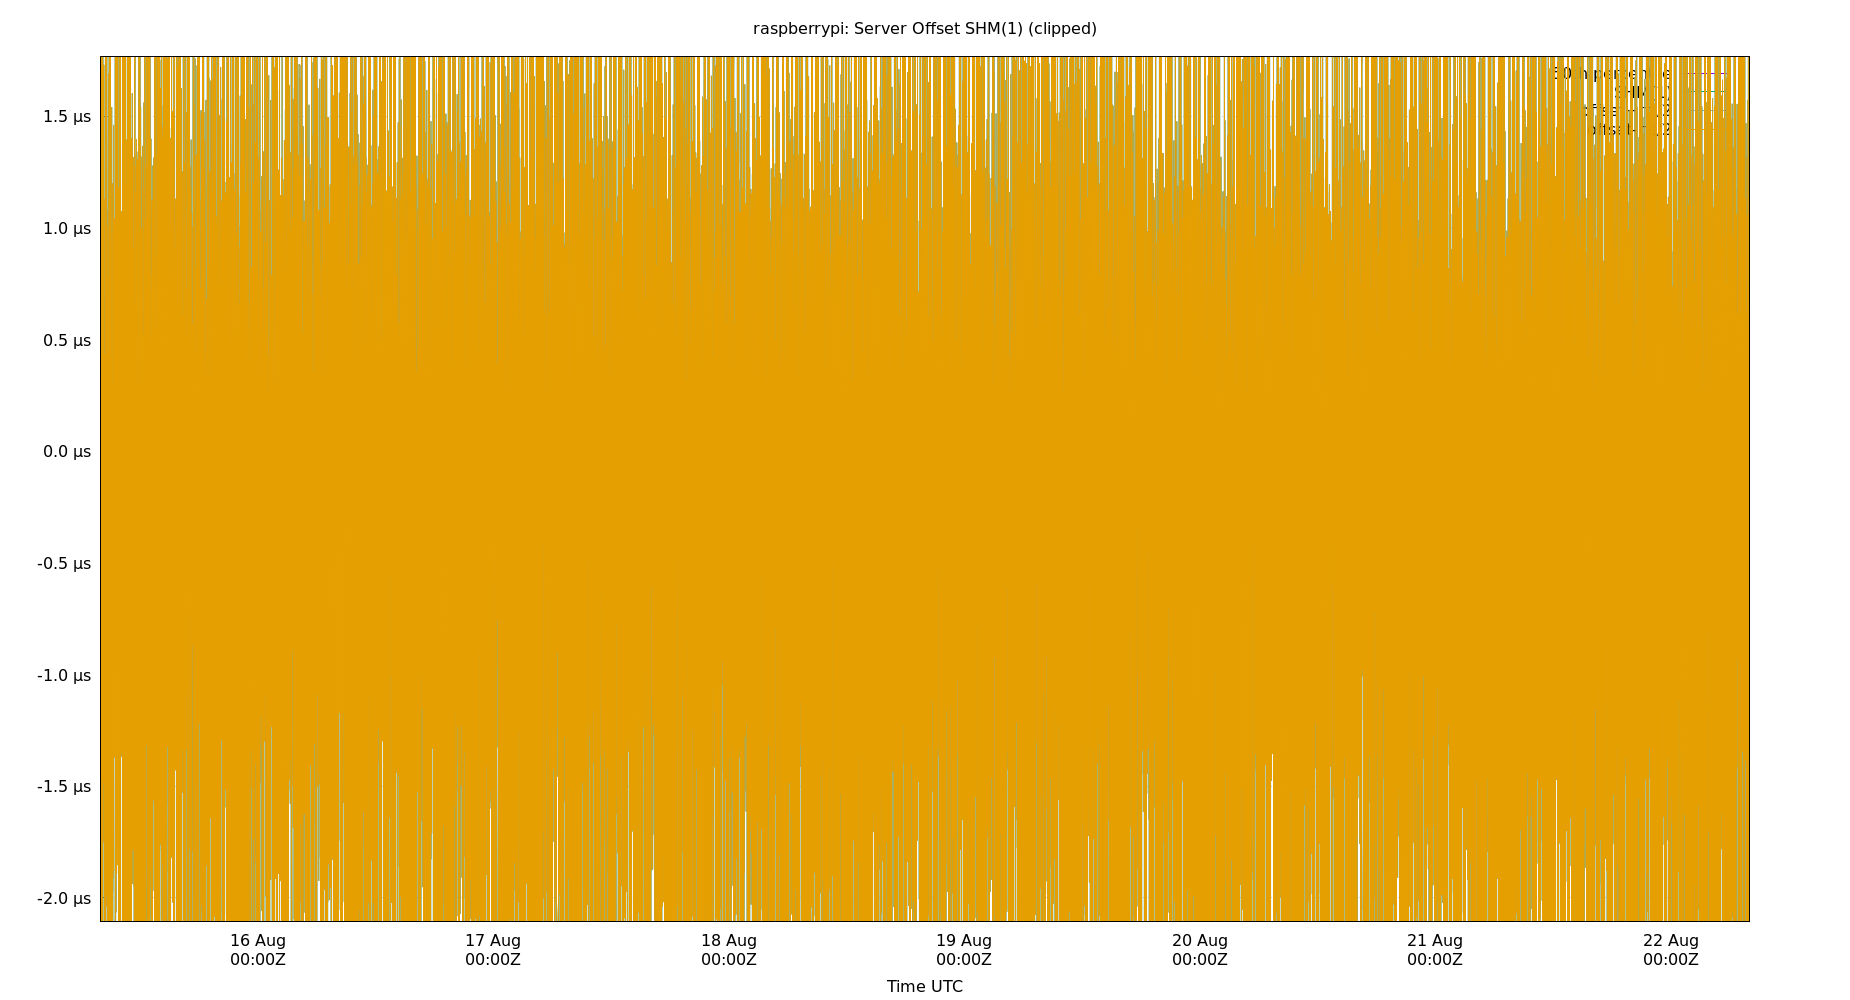 raspberrypi: Server Offset SHM(1) (clipped)
1.5 µs
1.0 µs
0.5 µs
0.0 µs
-0.5 µs
-1.0 µs
-1.5 µs
-2.0 µs
16 Aug 17 Aug 18 Aug 19 Aug 20 Aug 21 Aug 22 Aug
00:00Z 00:00Z 00:00Z 00:00Z 00:00Z 00:00Z 00:00Z
Time UTC